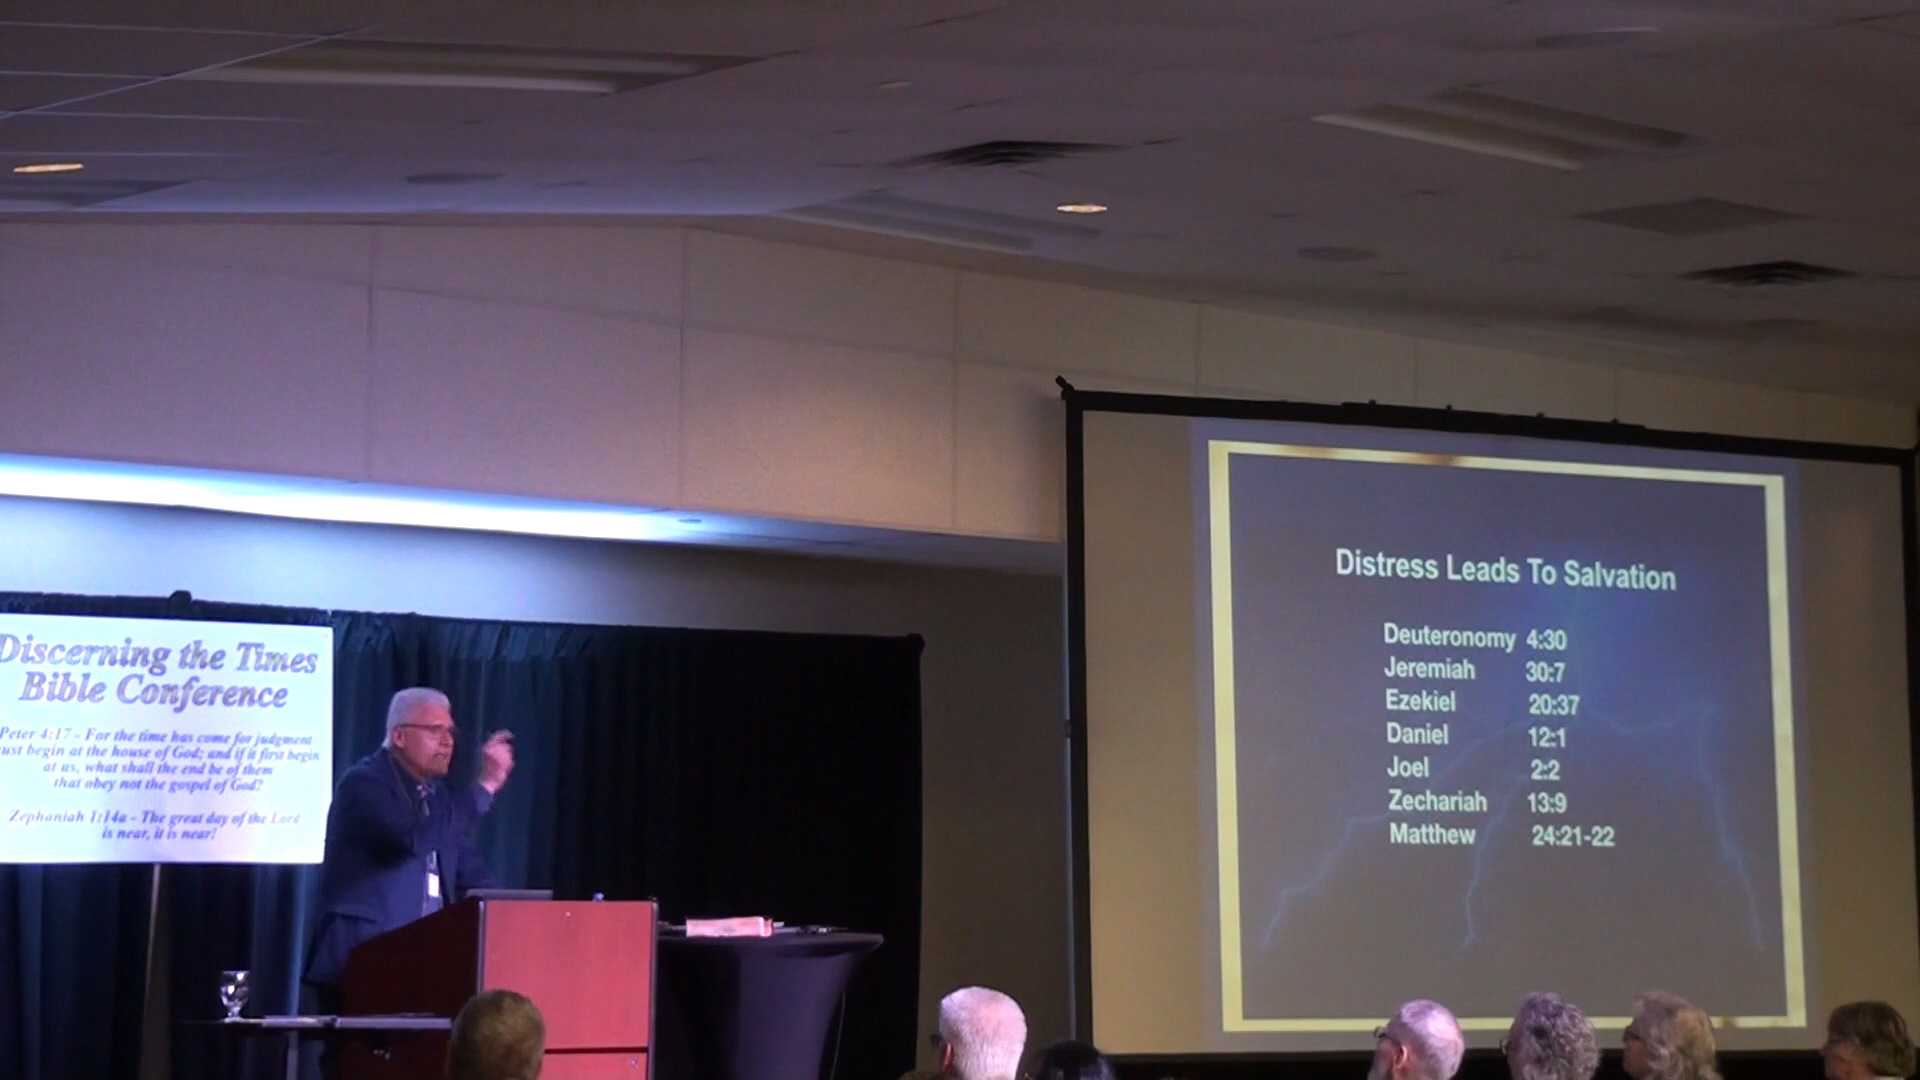 Discerning the Times
Bible Conference
Peter 4:17 - For the time has come for judgment
must begin at the house of God; and if it first begin
at us, what shall the end be of them
that obey not the gospel of God?
Zephaniah 1:14a - The great day of the Lord
is near, it is near!
Distress Leads To Salvation
Deuteronomy 4:30
Jeremiah 30:7
Ezekiel 20:37
Daniel 12:1
Joel 2:2
Zechariah 13:9
Matthew 24:21-22